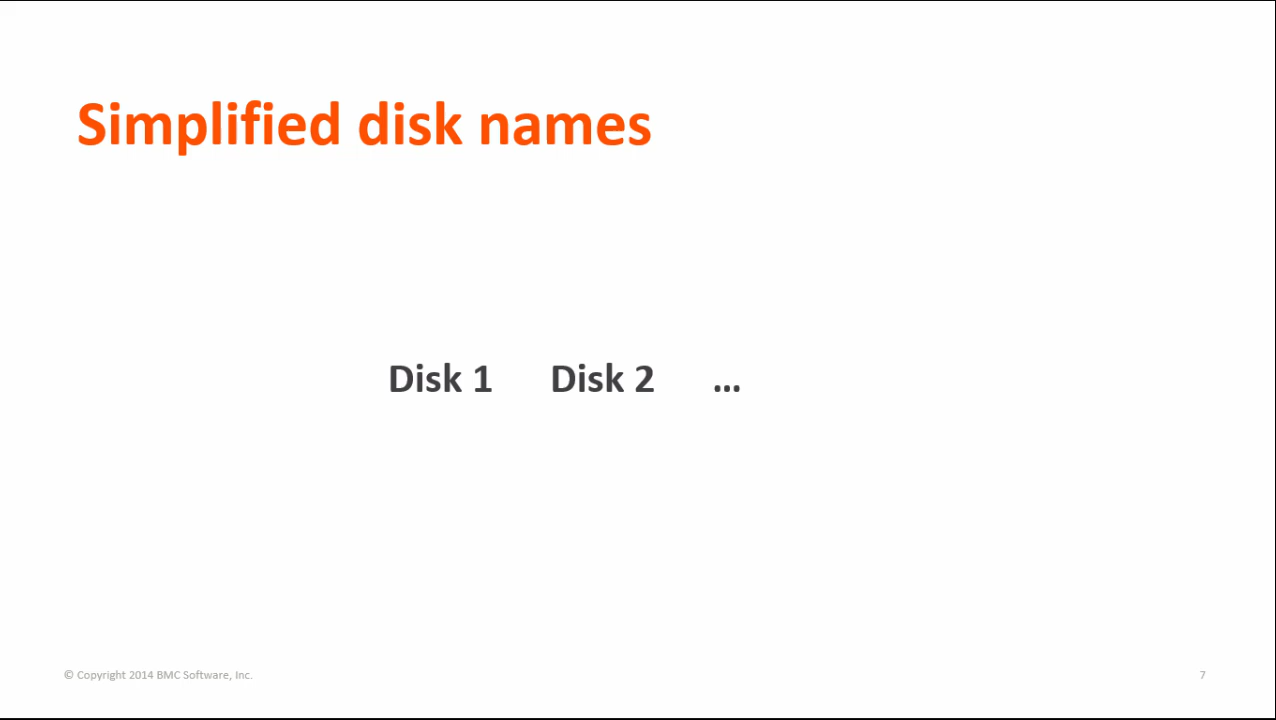 Simplified disk names
Disk 1 Disk 2 ...
© Copyright 2014 BMC Software, Inc.
7